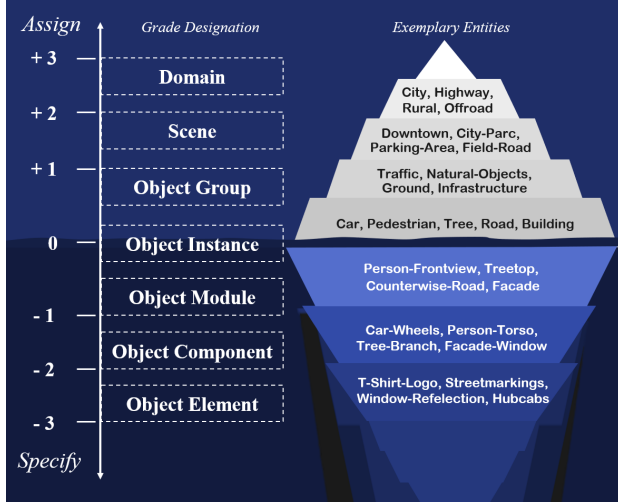 Assign
Grade Designation
Exemplary Entities
+ 3
Domain
City, Highway,
Rural, Offroad
+ 2
Scene
Downtown, City-Parc,
Parking-Area, Field-Road
+ 1
Object Group
Traffic, Natural-Objects,
Ground, Infrastructure
Car, Pedestrian, Tree, Road, Building
0
Object Instance
Person-Frontview, Treetop,
Counterwise-Road, Facade
Object Module
- 1
Car-Wheels, Person-Torso,
Tree-Branch, Facade-Window
Object Component
- 2
T-Shirt-Logo, Streetmarkings,
Window-Refelection, Hubcabs
Object Element
- 3
Specify